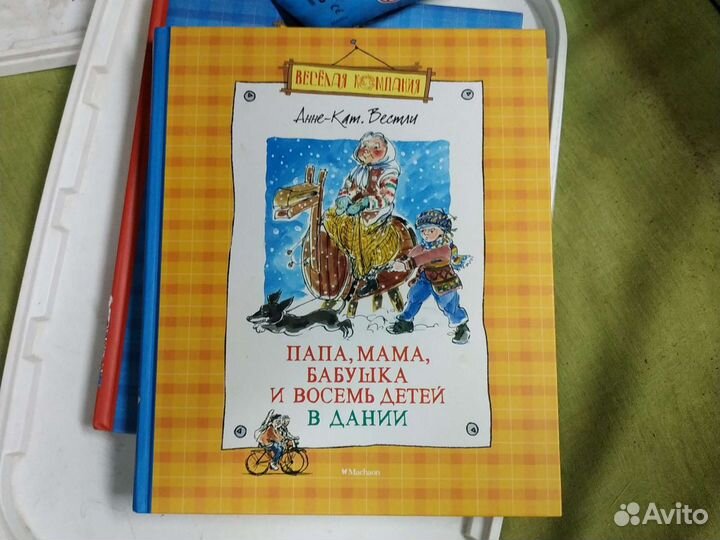 ВЕСЁЛАЯ КОМПАНИЯ
Анне-Кат. Вестли
ПАПА, МАМА,
БАБУШКА
И ВОСЕМЬ ДЕТЕЙ
В ДАНИИ
Machaon
Avito